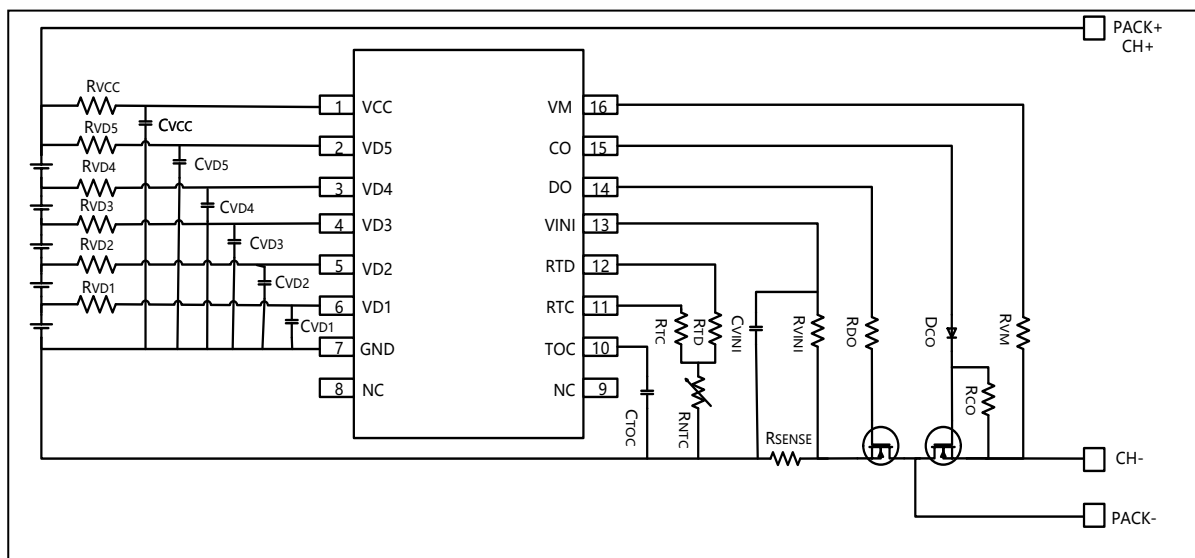 PACK+
CH+
RVCC
1 VCC
VM 16
CVCC
RVD5
2 VD5
CO 15
CVD5
RVD4
3 VD4
DO 14
CVD4
RVD3
4 VD3
VINI 13
CVD3
RVD2
5 VD2
RTD 12
CVD2
RVD1
6 VD1
RTC 11
CVD1
7 GND
TOC 10
8 NC
NC 9
CTOC
RTC
RTD
RNTC
CVINI
RVINI
RDO
DCO
RVM
RCO
RSENSE
CH-
PACK-